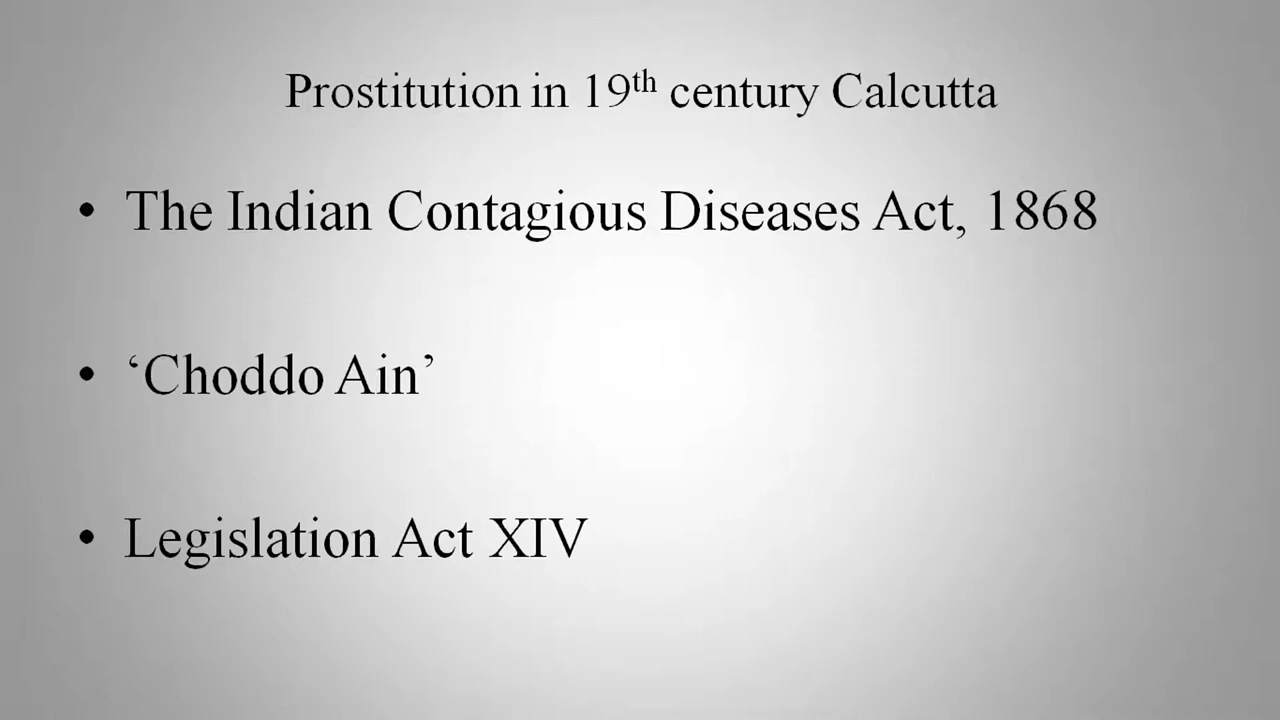 Prostitution in 19th century Calcutta
• The Indian Contagious Diseases Act, 1868
• ‘Choddo Ain’
• Legislation Act XIV